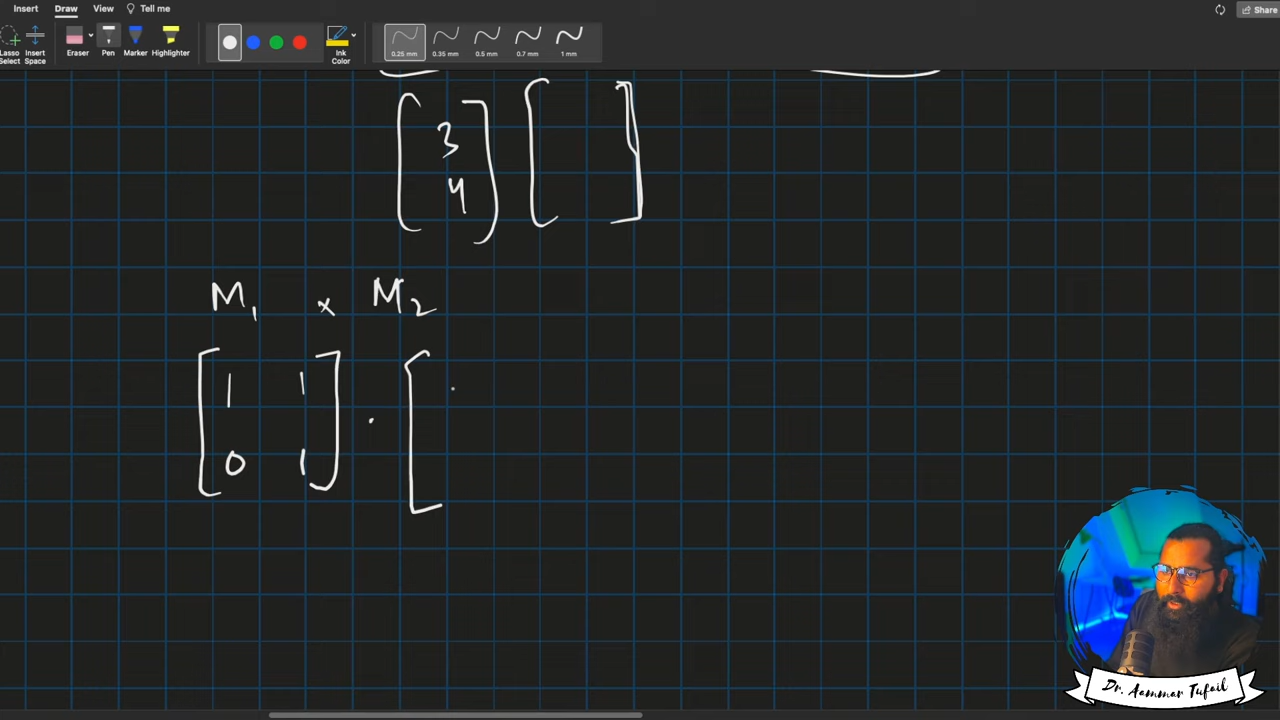 Insert Draw View Tell me
Share
Lasso Select
Insert Space
Eraser Pen Marker Highlighter
Ink Color
0.25 mm 0.35 mm 0.5 mm 0.7 mm 1 mm
3
4
M₁ × M₂
1 1
0 1
·
Dr. Aammar Tufail